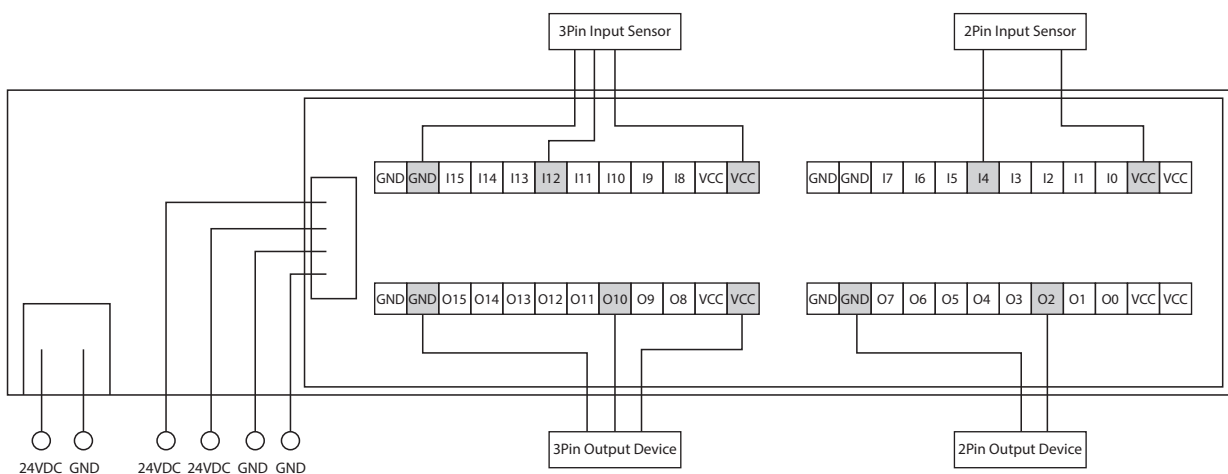 3Pin Input Sensor 2Pin Input Sensor
GND GND I15 I14 I13 I12 I11 I10 I9 I8 VCC VCC
GND GND I7 I6 I5 I4 I3 I2 I1 I0 VCC VCC
GND GND O15 O14 O13 O12 O11 O10 O9 O8 VCC VCC
GND GND O7 O6 O5 O4 O3 O2 O1 O0 VCC VCC
3Pin Output Device 2Pin Output Device
24VDC GND 24VDC 24VDC GND GND